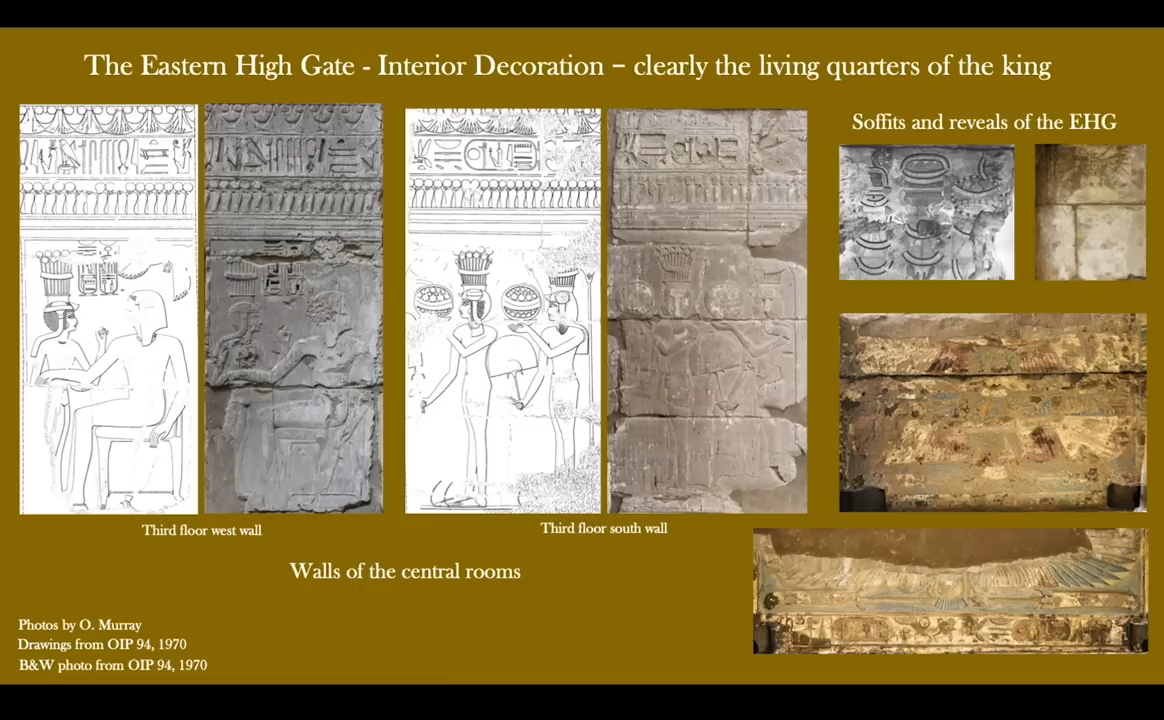 The Eastern High Gate - Interior Decoration – clearly the living quarters of the king
Soffits and reveals of the EHG
Third floor west wall
Third floor south wall
Walls of the central rooms
Photos by O. Murray
Drawings from OIP 94, 1970
B&W photo from OIP 94, 1970